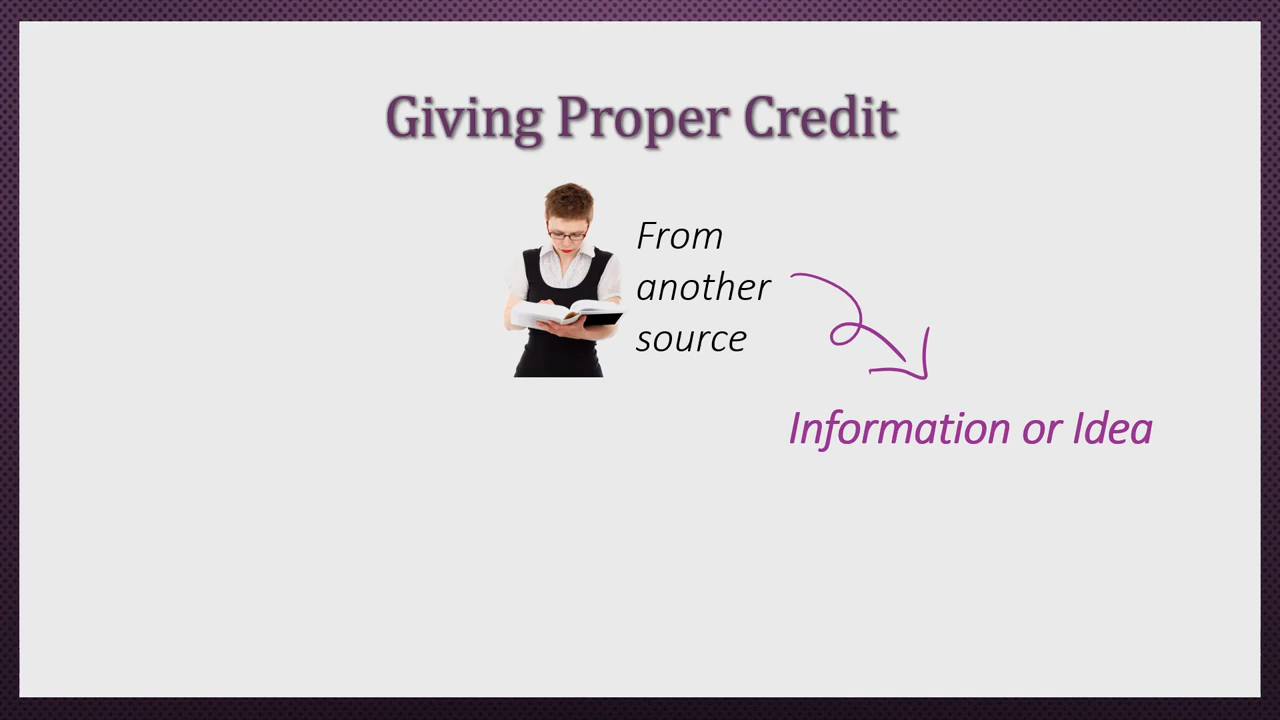 Giving Proper Credit
From
another
source
Information or Idea